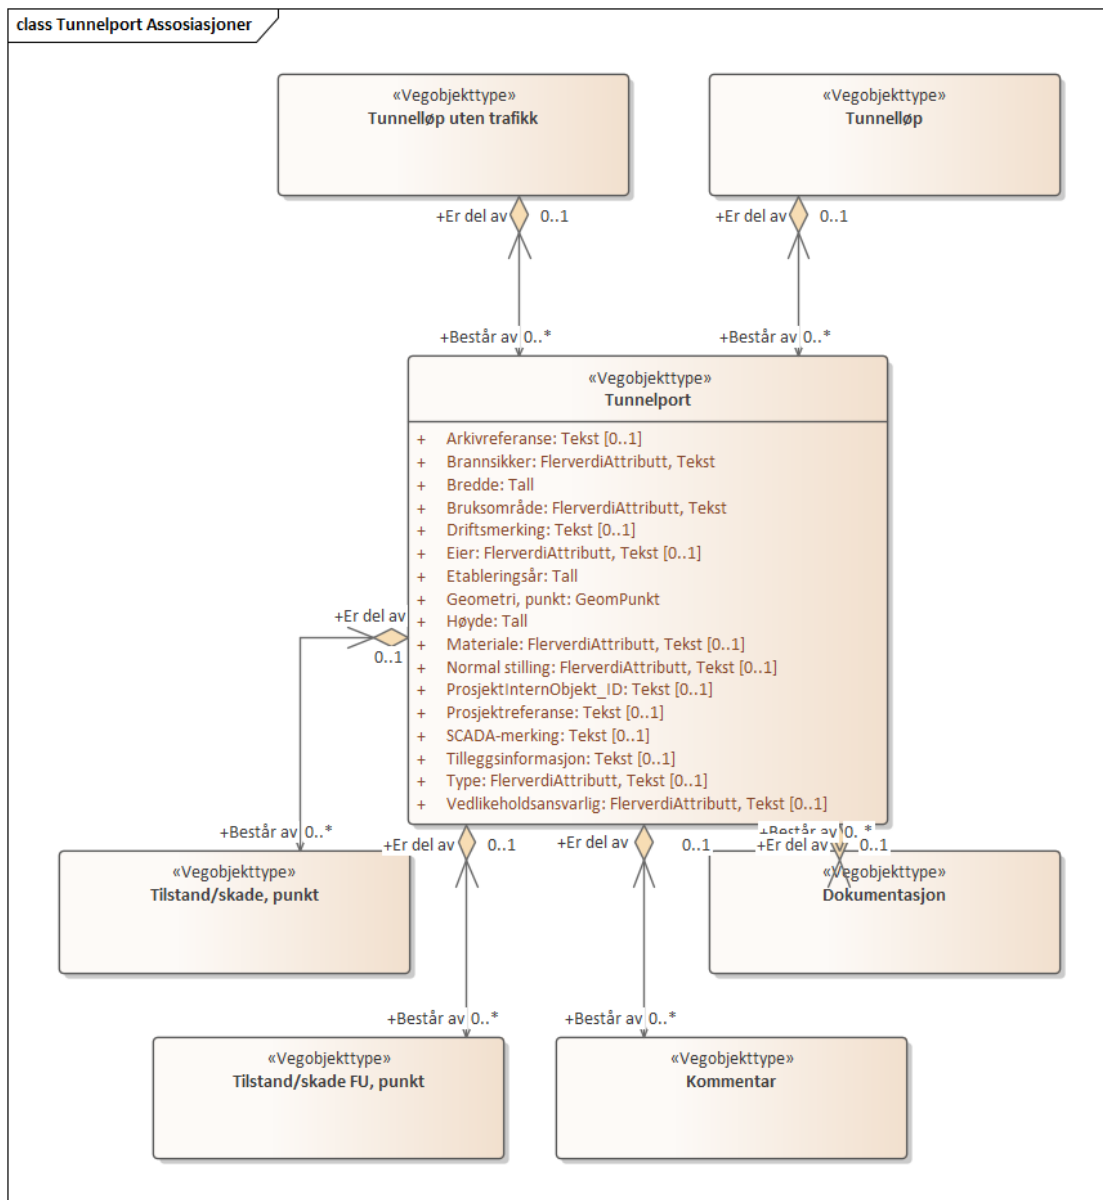 class Tunnelport Assosiasjoner
«Vegobjekttype»
Tunnelløp uten trafikk
«Vegobjekttype»
Tunnelløp
+Er del av 0..1
+Er del av 0..1
+Består av 0..*
+Består av 0..*
«Vegobjekttype»
Tunnelport
+ Arkivreferanse: Tekst [0..1]
+ Brannsikker: FlerverdiAttributt, Tekst
+ Bredde: Tall
+ Bruksområde: FlerverdiAttributt, Tekst
+ Driftsmerking: Tekst [0..1]
+ Eier: FlerverdiAttributt, Tekst [0..1]
+ Etableringsår: Tall
+ Geometri, punkt: GeomPunkt
+ Høyde: Tall
+ Materiale: FlerverdiAttributt, Tekst [0..1]
+ Normal stilling: FlerverdiAttributt, Tekst [0..1]
+ ProsjektInternObjekt_ID: Tekst [0..1]
+ Prosjektreferanse: Tekst [0..1]
+ SCADA-merking: Tekst [0..1]
+ Tilleggsinformasjon: Tekst [0..1]
+ Type: FlerverdiAttributt, Tekst [0..1]
+ Vedlikeholdsansvarlig: FlerverdiAttributt, Tekst [0..1]
+Er del av
0..1
+Består av 0..*
+Er del av 0..1
+Er del av 0..1
+Består av 0..*
+Er del av 0..1
«Vegobjekttype»
Tilstand/skade, punkt
«Vegobjekttype»
Dokumentasjon
+Består av 0..*
+Består av 0..*
«Vegobjekttype»
Tilstand/skade FU, punkt
«Vegobjekttype»
Kommentar